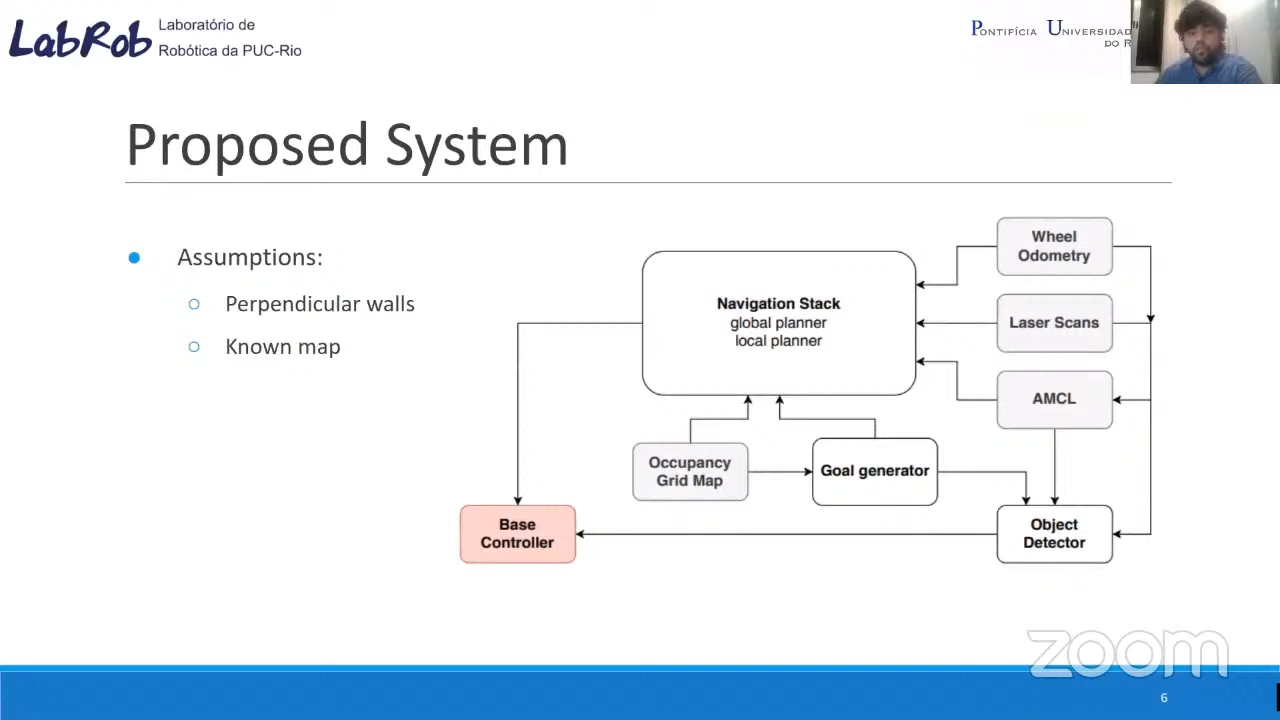 LabRob
Laboratório de
Robótica da PUC-Rio
PONTIFÍCIA UNIVERSIDAD
DO R
Proposed System
Assumptions:
Perpendicular walls
Known map
Navigation Stack
global planner
local planner
Wheel
Odometry
Laser Scans
AMCL
Occupancy
Grid Map
Goal generator
Base
Controller
Object
Detector
zoom
6